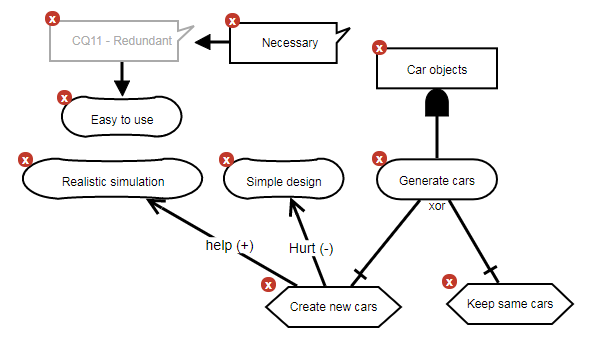 x
CQ11 - Redundant
x
Necessary
x
Car objects
x
Easy to use
x
Realistic simulation
x
Simple design
x
Generate cars
xor
help (+)
Hurt (-)
x
Create new cars
x
Keep same cars